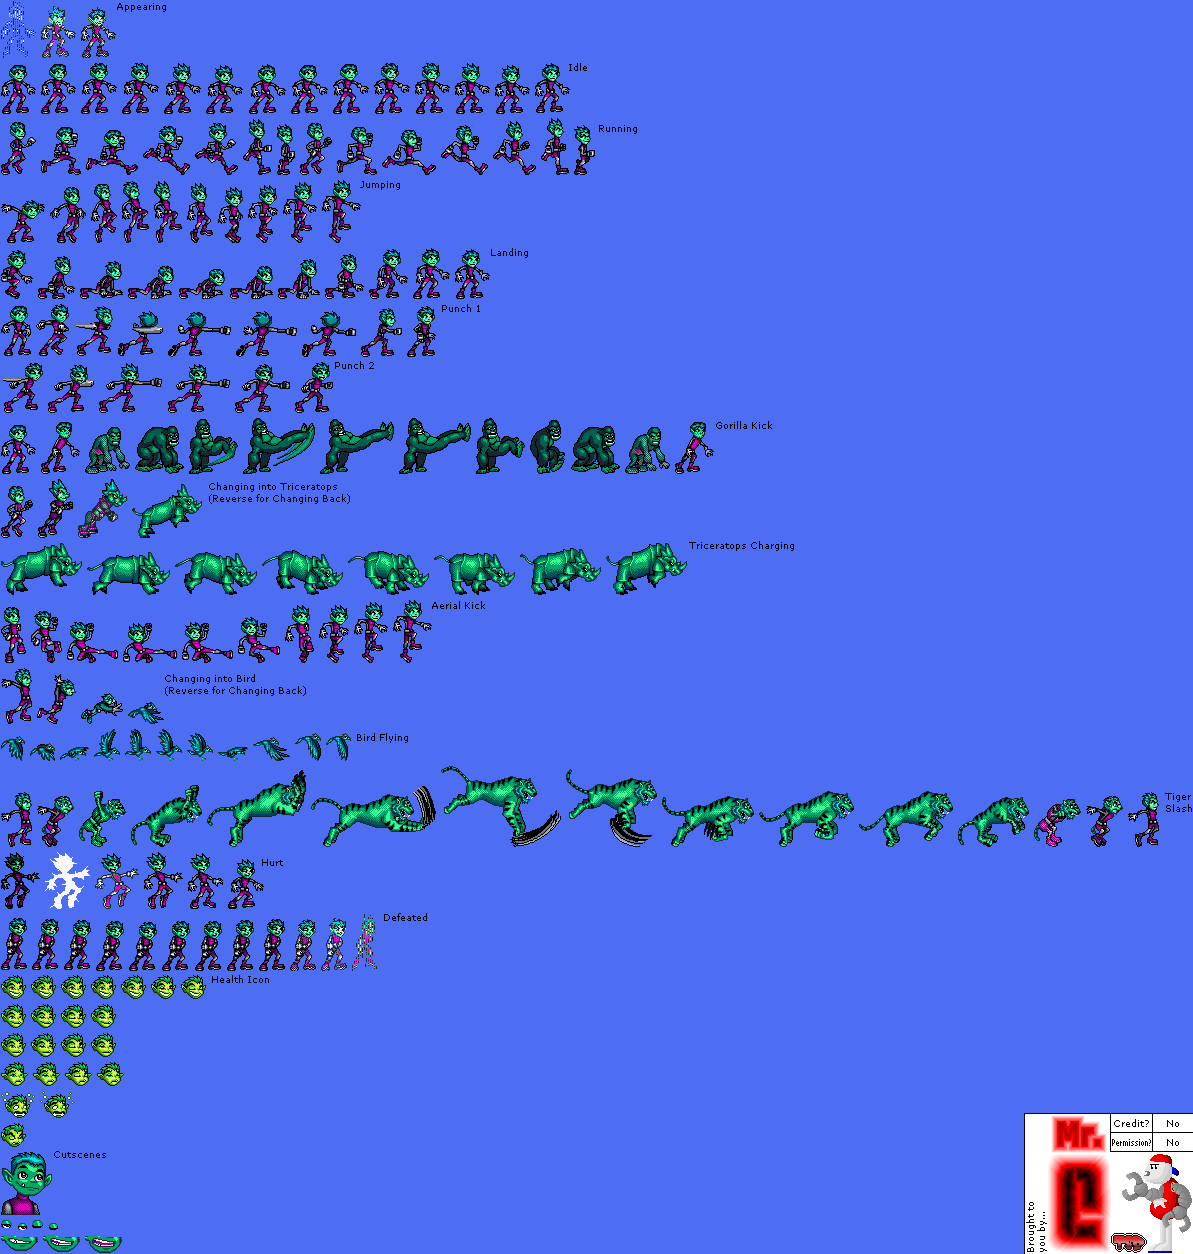 Appearing
Idle
Running
Jumping
Landing
Punch 1
Punch 2
Gorilla Kick
Changing into Triceratops
(Reverse for Changing Back)
Triceratops Charging
Aerial Kick
Changing into Bird
(Reverse for Changing Back)
Bird Flying
Tiger
Slash
Hurt
Defeated
Health Icon
Cutscenes
Mr.
C
Credit? No
Permission? No
Brought to
you by...